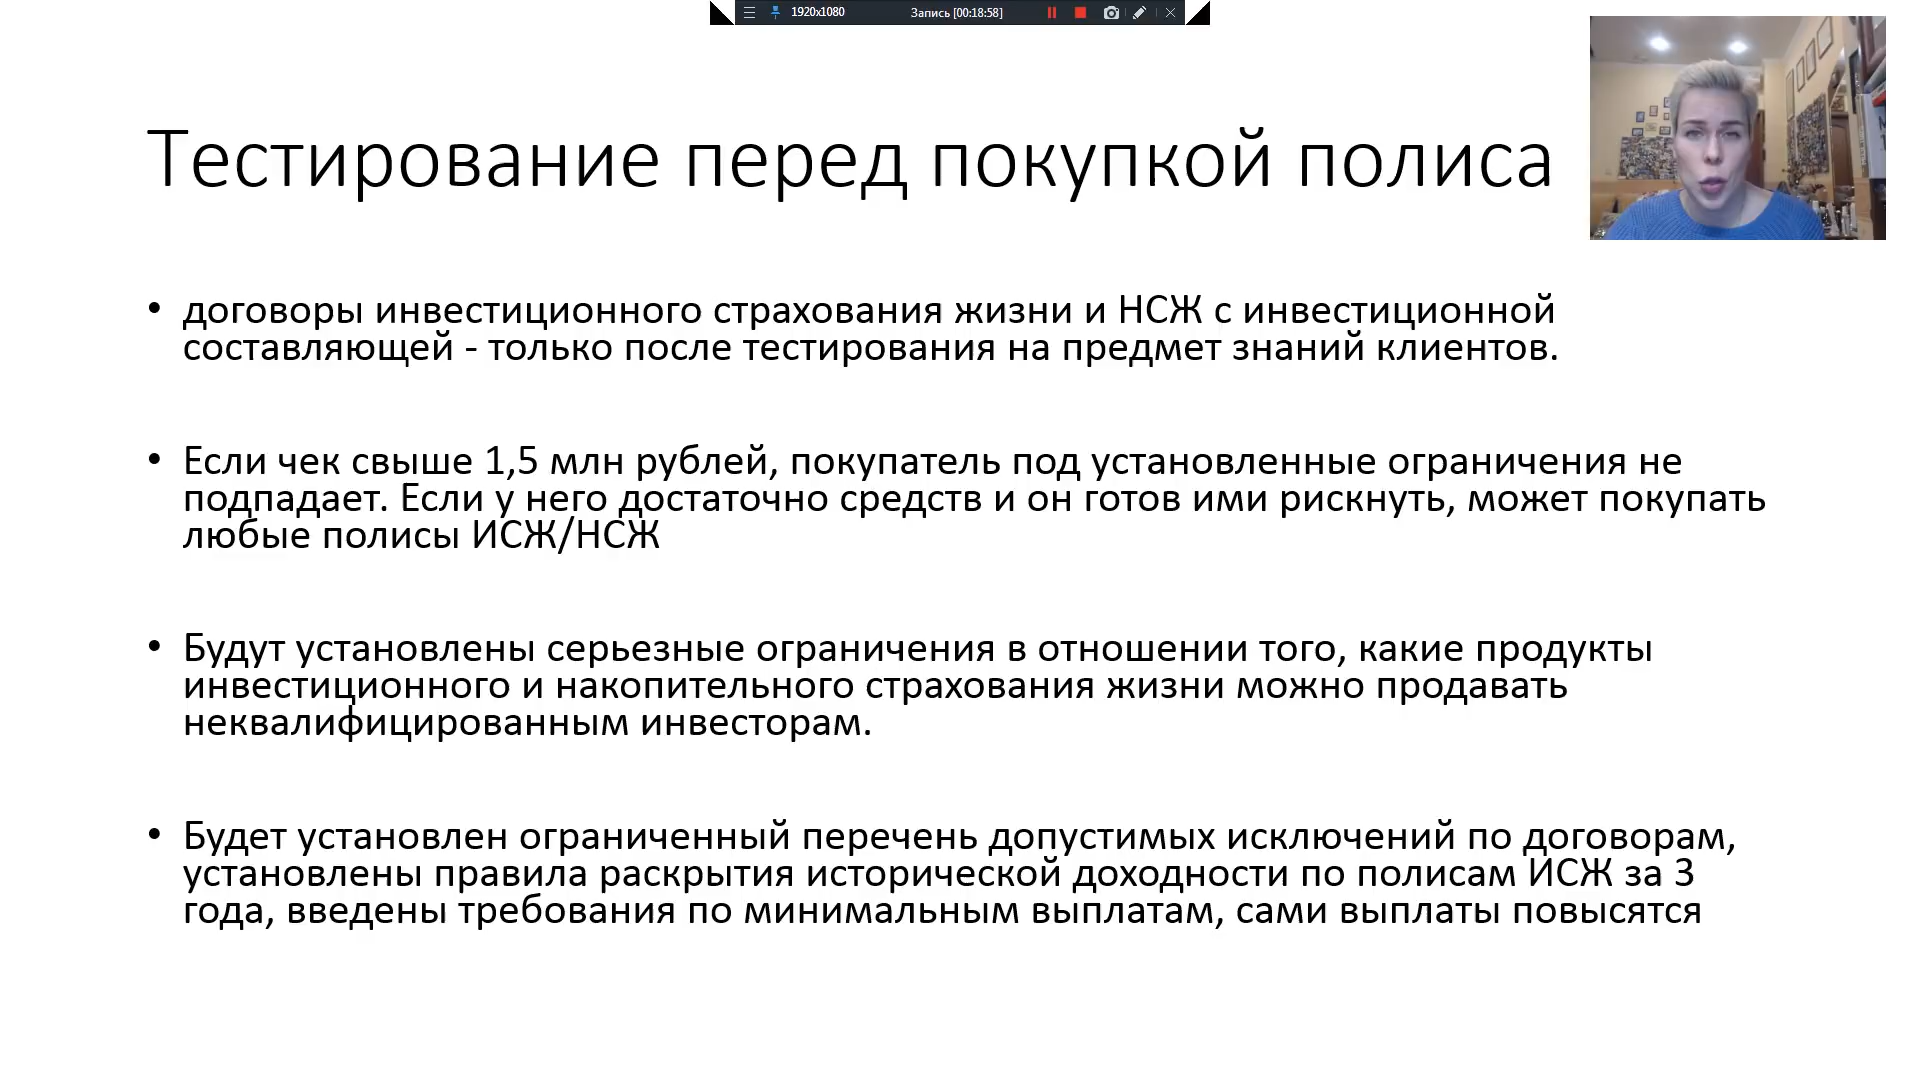 1920x1080 Запись [00:18:58]
Тестирование перед покупкой полиса
• договоры инвестиционного страхования жизни и НСЖ с инвестиционной
составляющей - только после тестирования на предмет знаний клиентов.
• Если чек свыше 1,5 млн рублей, покупатель под установленные ограничения не
подпадает. Если у него достаточно средств и он готов ими рискнуть, может покупать
любые полисы ИСЖ/НСЖ
• Будут установлены серьезные ограничения в отношении того, какие продукты
инвестиционного и накопительного страхования жизни можно продавать
неквалифицированным инвесторам.
• Будет установлен ограниченный перечень допустимых исключений по договорам,
установлены правила раскрытия исторической доходности по полисам ИСЖ за 3
года, введены требования по минимальным выплатам, сами выплаты повысятся